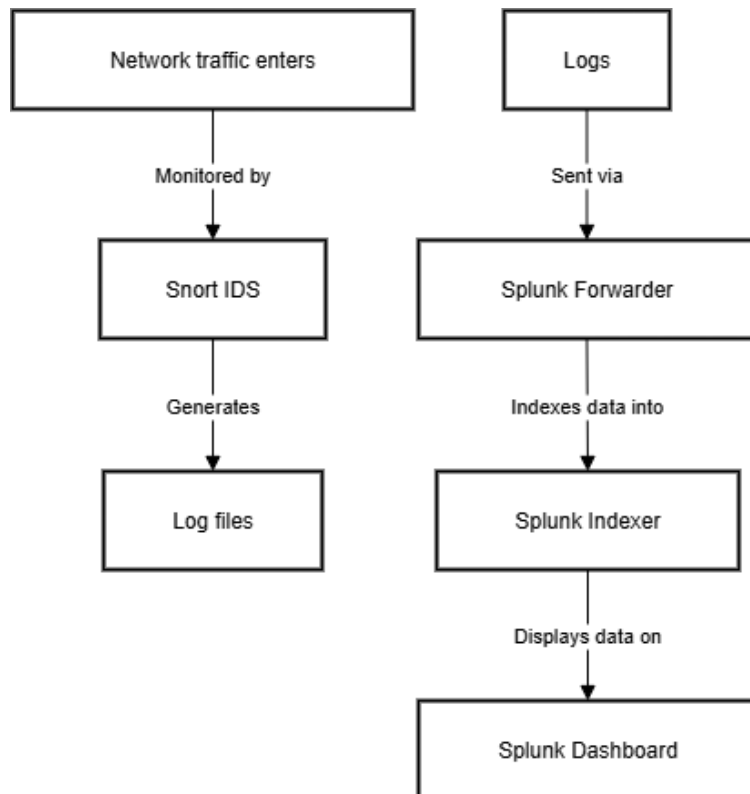 Network traffic enters
Logs
Monitored by
Sent via
Snort IDS
Splunk Forwarder
Generates
Indexes data into
Log files
Splunk Indexer
Displays data on
Splunk Dashboard